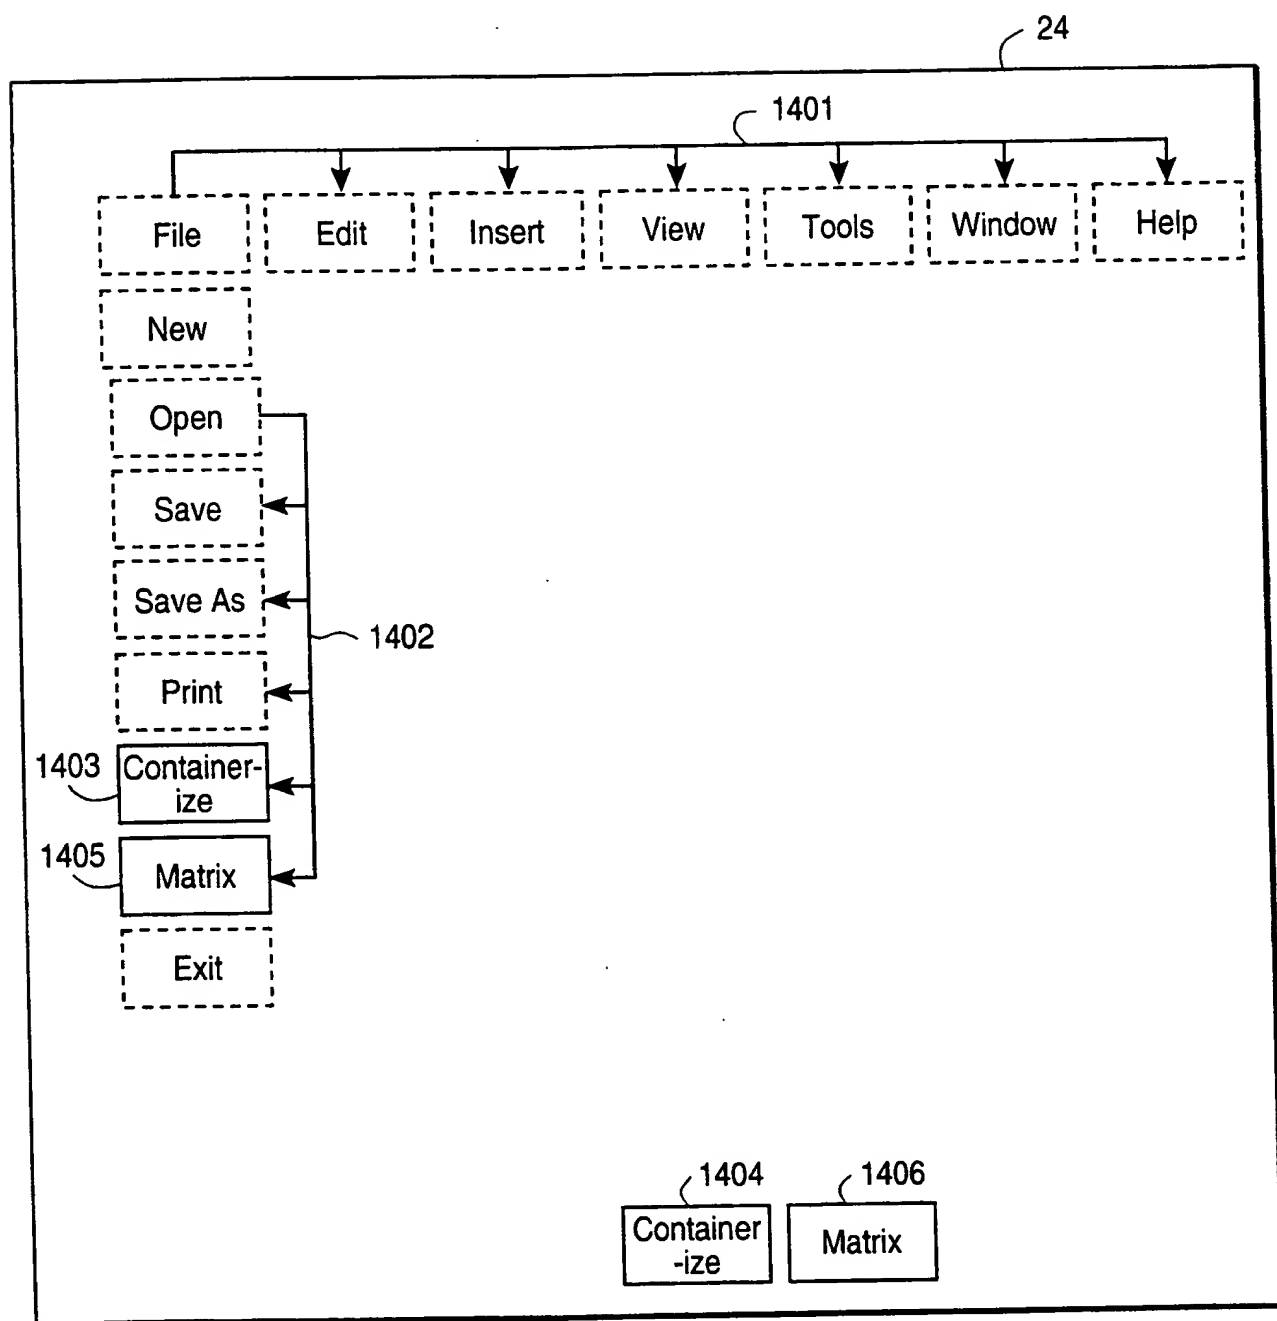 24
1401
File Edit Insert View Tools Window Help
New
Open
Save
Save As
1402
Print
1403
Container-
ize
1405
Matrix
Exit
1404
1406
Container
-ize
Matrix